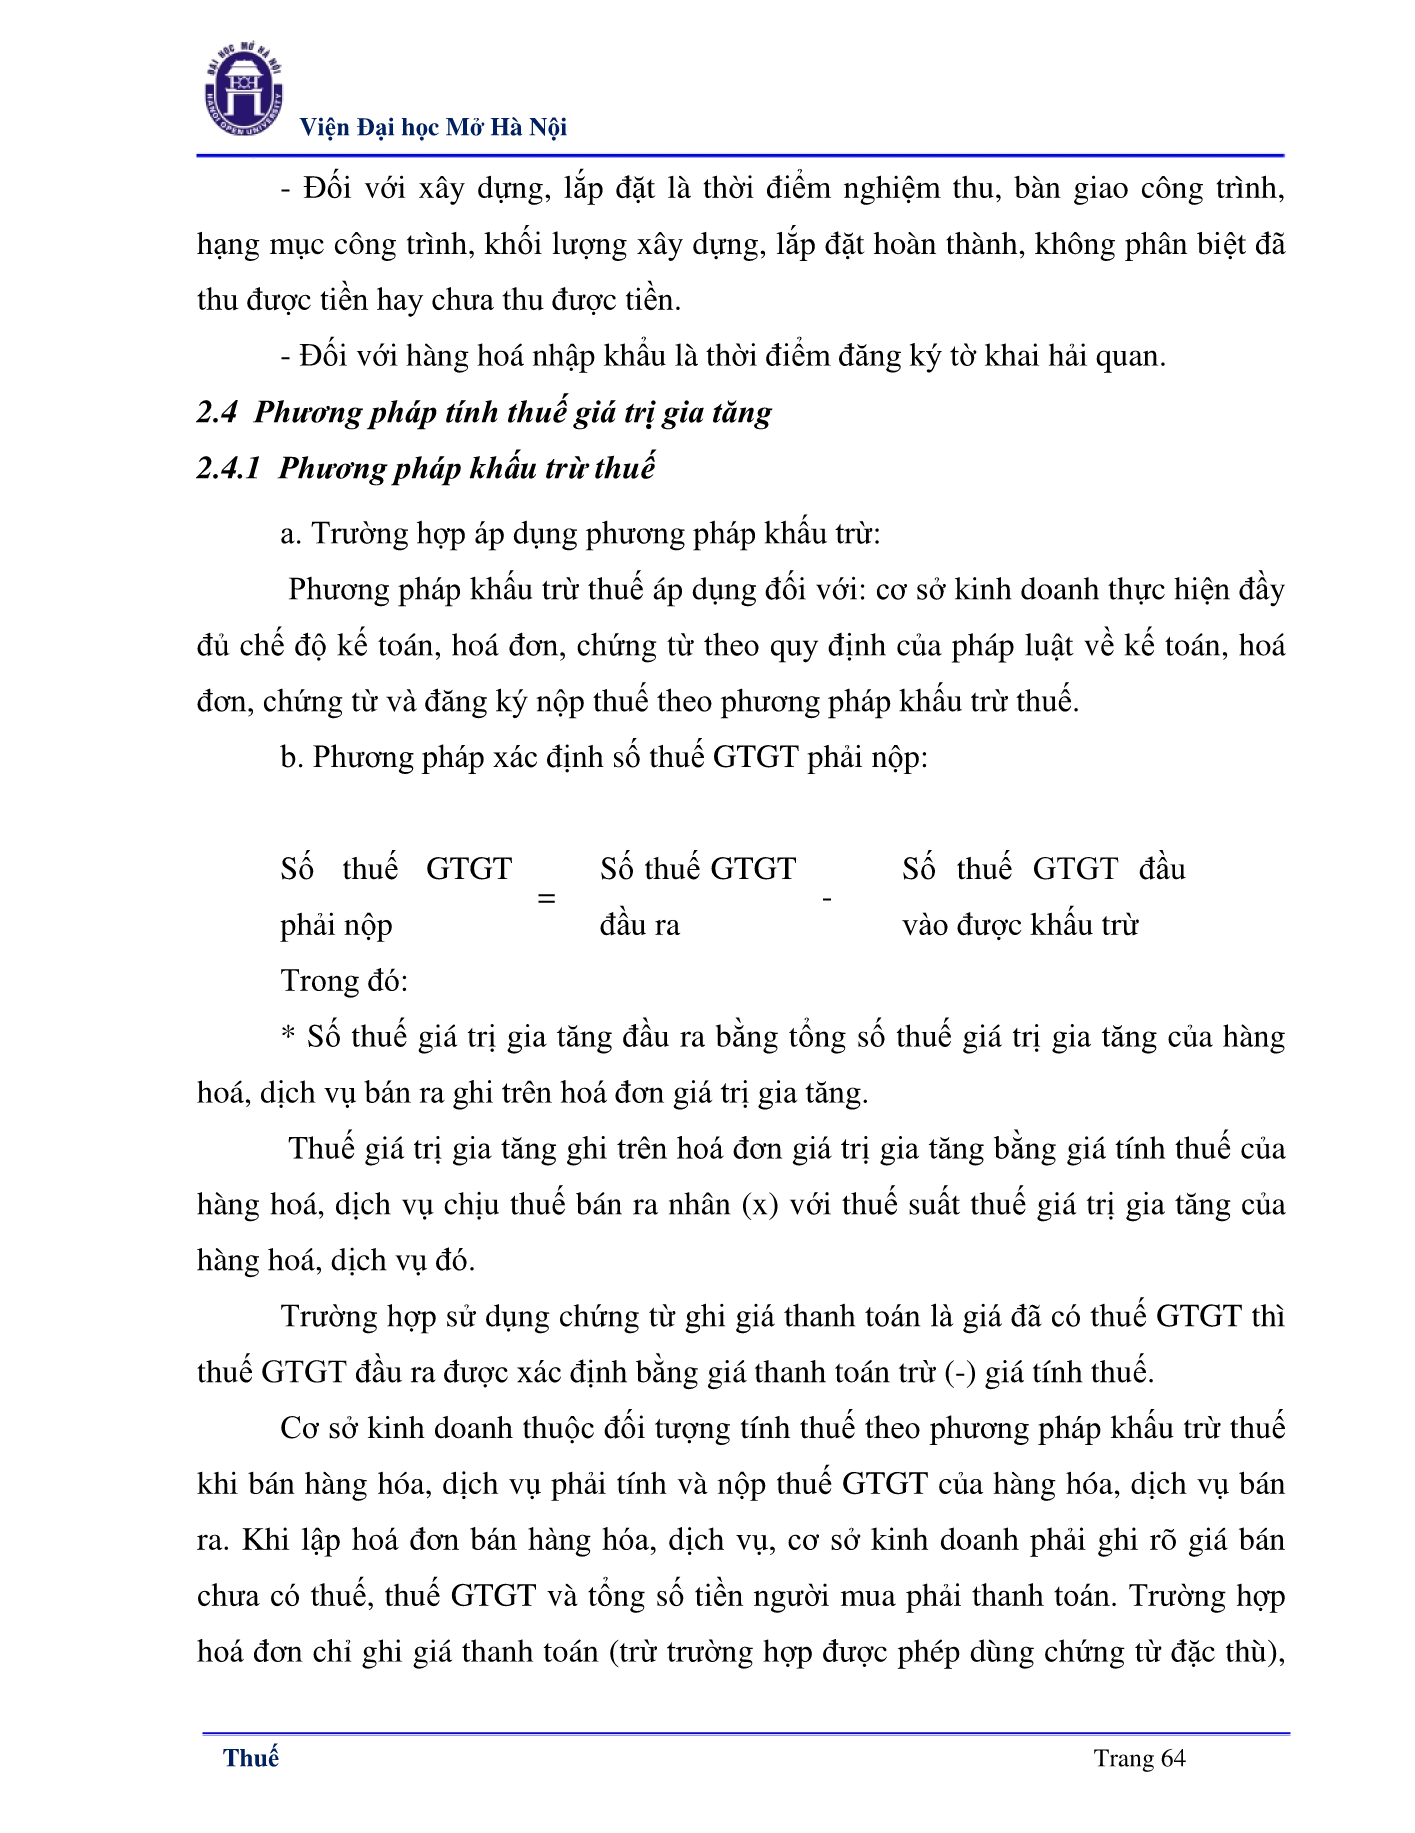 ĐẠI HỌC MỞ HÀ NỘI
HANOI OPEN UNIVERSITY
Viện Đại học Mở Hà Nội
- Đối với xây dựng, lắp đặt là thời điểm nghiệm thu, bàn giao công trình,
hạng mục công trình, khối lượng xây dựng, lắp đặt hoàn thành, không phân biệt đã
thu được tiền hay chưa thu được tiền.
- Đối với hàng hoá nhập khẩu là thời điểm đăng ký tờ khai hải quan.
2.4 Phương pháp tính thuế giá trị gia tăng
2.4.1 Phương pháp khấu trừ thuế
a. Trường hợp áp dụng phương pháp khấu trừ:
Phương pháp khấu trừ thuế áp dụng đối với: cơ sở kinh doanh thực hiện đầy
đủ chế độ kế toán, hoá đơn, chứng từ theo quy định của pháp luật về kế toán, hoá
đơn, chứng từ và đăng ký nộp thuế theo phương pháp khấu trừ thuế.
b. Phương pháp xác định số thuế GTGT phải nộp:
Số thuế GTGT
phải nộp
=
Số thuế GTGT
đầu ra
-
Số thuế GTGT đầu
vào được khấu trừ
Trong đó:
* Số thuế giá trị gia tăng đầu ra bằng tổng số thuế giá trị gia tăng của hàng
hoá, dịch vụ bán ra ghi trên hoá đơn giá trị gia tăng.
Thuế giá trị gia tăng ghi trên hoá đơn giá trị gia tăng bằng giá tính thuế của
hàng hoá, dịch vụ chịu thuế bán ra nhân (x) với thuế suất thuế giá trị gia tăng của
hàng hoá, dịch vụ đó.
Trường hợp sử dụng chứng từ ghi giá thanh toán là giá đã có thuế GTGT thì
thuế GTGT đầu ra được xác định bằng giá thanh toán trừ (-) giá tính thuế.
Cơ sở kinh doanh thuộc đối tượng tính thuế theo phương pháp khấu trừ thuế
khi bán hàng hóa, dịch vụ phải tính và nộp thuế GTGT của hàng hóa, dịch vụ bán
ra. Khi lập hoá đơn bán hàng hóa, dịch vụ, cơ sở kinh doanh phải ghi rõ giá bán
chưa có thuế, thuế GTGT và tổng số tiền người mua phải thanh toán. Trường hợp
hoá đơn chỉ ghi giá thanh toán (trừ trường hợp được phép dùng chứng từ đặc thù),
Thuế
Trang 64